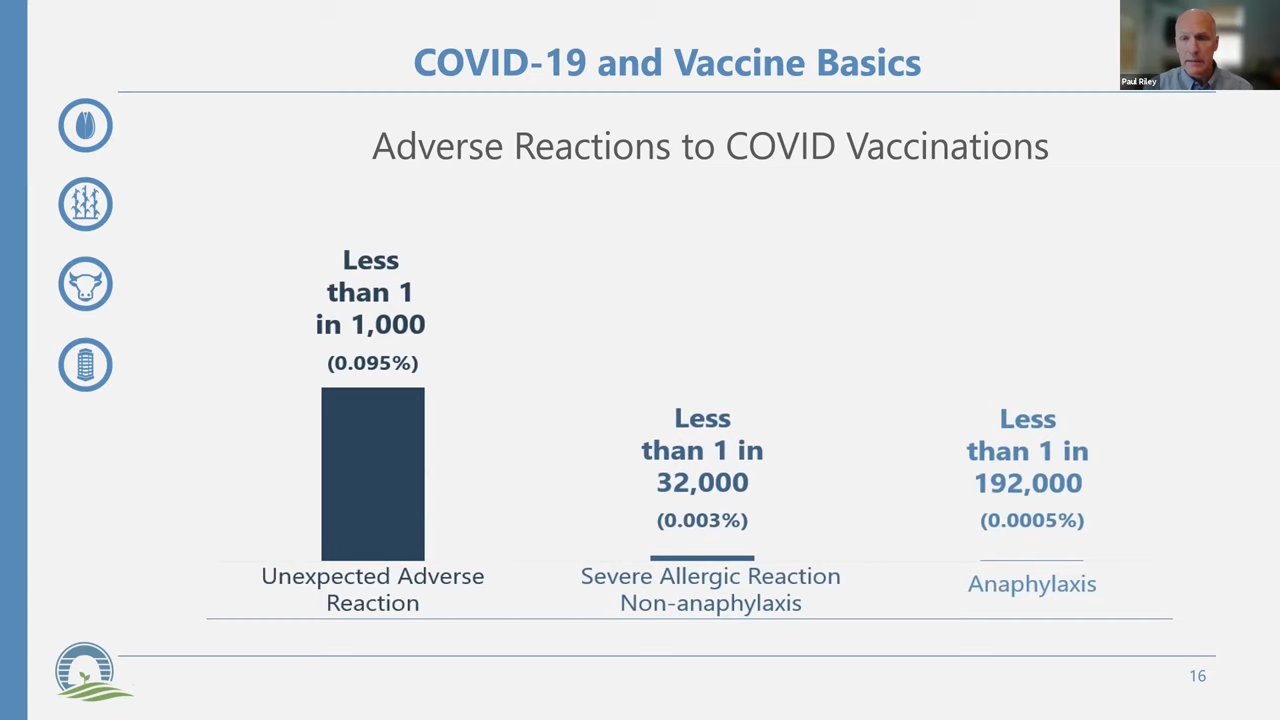 COVID-19 and Vaccine Basics
Paul Riley
Adverse Reactions to COVID Vaccinations
Less
than 1
in 1,000
(0.095%)
Less
than 1 in
32,000
(0.003%)
Less
than 1 in
192,000
(0.0005%)
Unexpected Adverse
Reaction
Severe Allergic Reaction
Non-anaphylaxis
Anaphylaxis
16